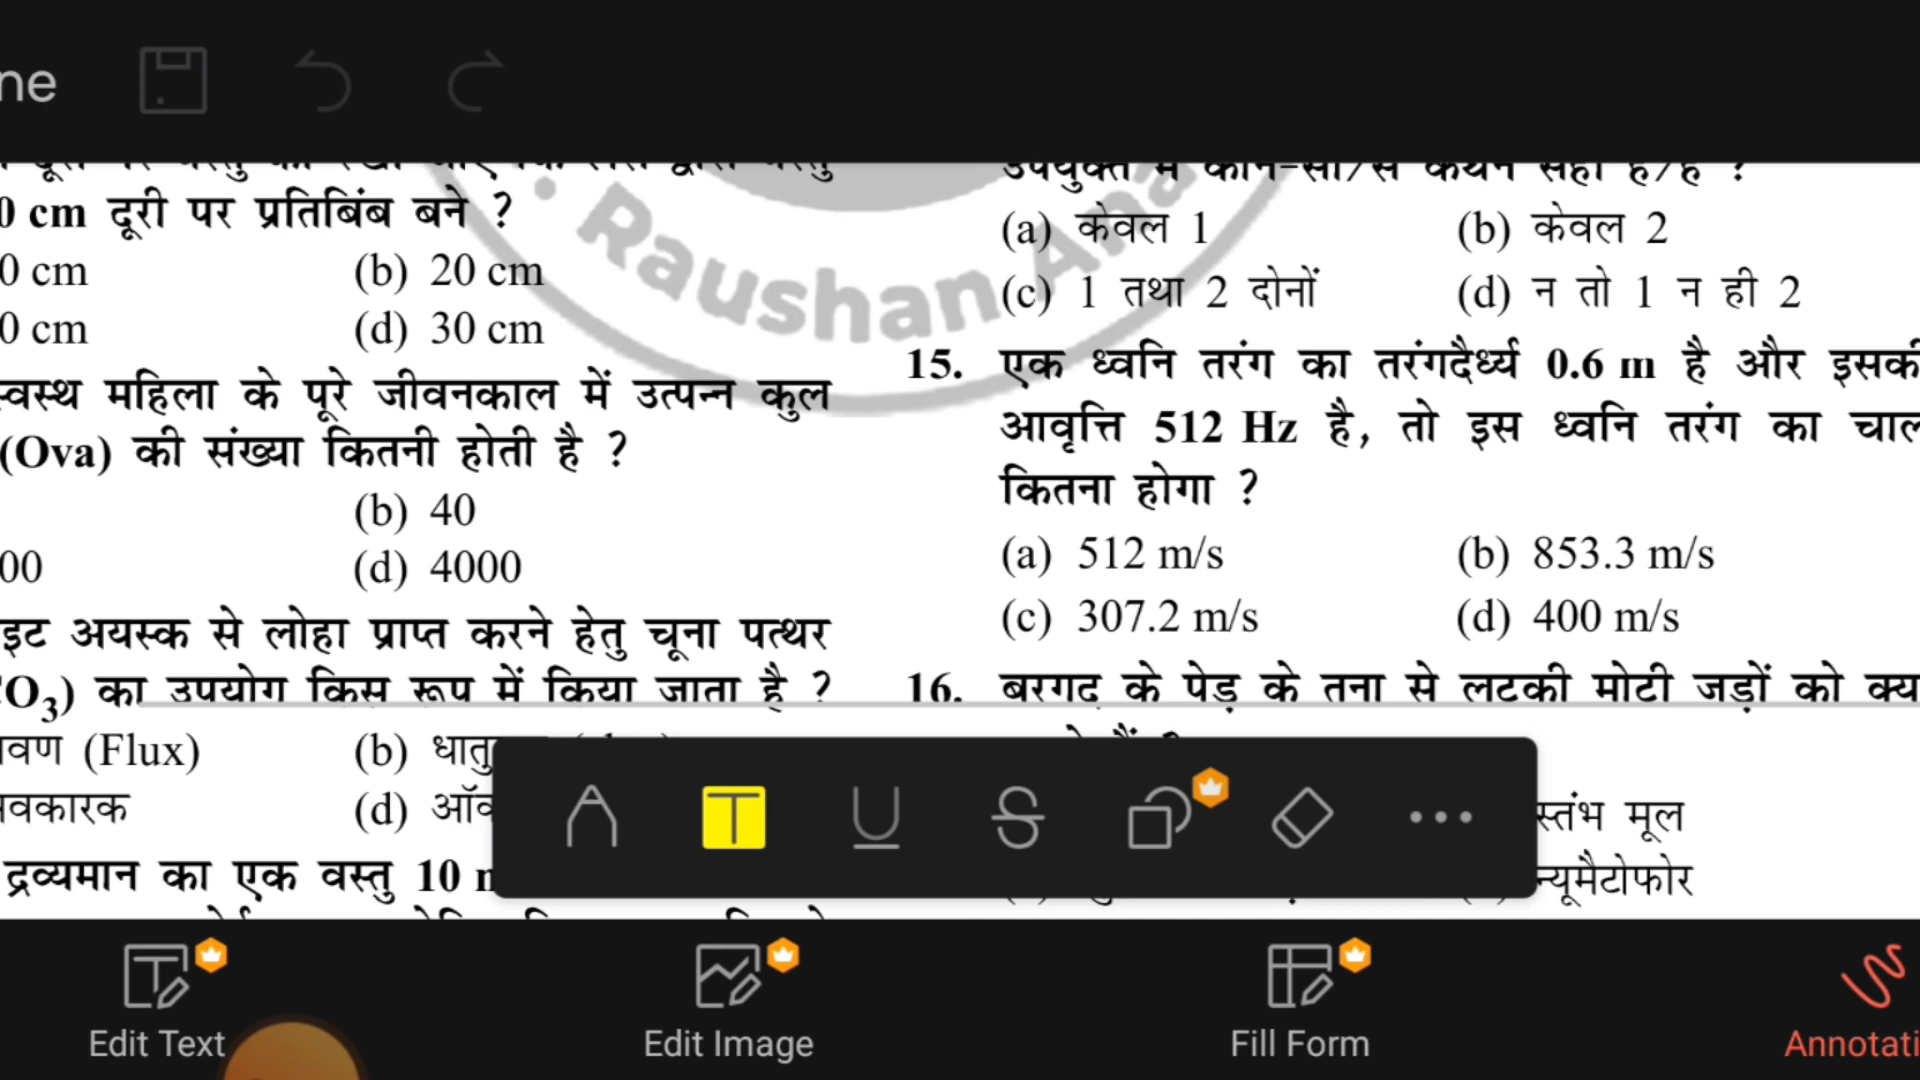 ne
0 cm दूरी पर प्रतिबिंब बने ?
0 cm (b) 20 cm
0 cm (d) 30 cm
स्वस्थ महिला के पूरे जीवनकाल में उत्पन्न कुल
(Ova) की संख्या कितनी होती है ?
(b) 40
00 (d) 4000
इट अयस्क से लोहा प्राप्त करने हेतु चूना पत्थर
O₃) का उपयोग किस रूप में किया जाता है ?
(Flux) (b) धातु
(d)
द्रव्यमान का एक वस्तु 10
Raushan Ana
उपर्युक्त में कौन-सा/से कथन सही है/हैं ?
(a) केवल 1 (b) केवल 2
(c) 1 तथा 2 दोनों (d) न तो 1 न ही 2
15. एक ध्वनि तरंग का तरंगदैर्ध्य 0.6 m है और इसकी
आवृत्ति 512 Hz है, तो इस ध्वनि तरंग का चाल
कितना होगा ?
(a) 512 m/s (b) 853.3 m/s
(c) 307.2 m/s (d) 400 m/s
16. बरगद के पेड़ के तना से लटकी मोटी जड़ों को क्य
स्तंभ मूल
न्यूमैटोफोर
Edit Text Edit Image Fill Form Annotati